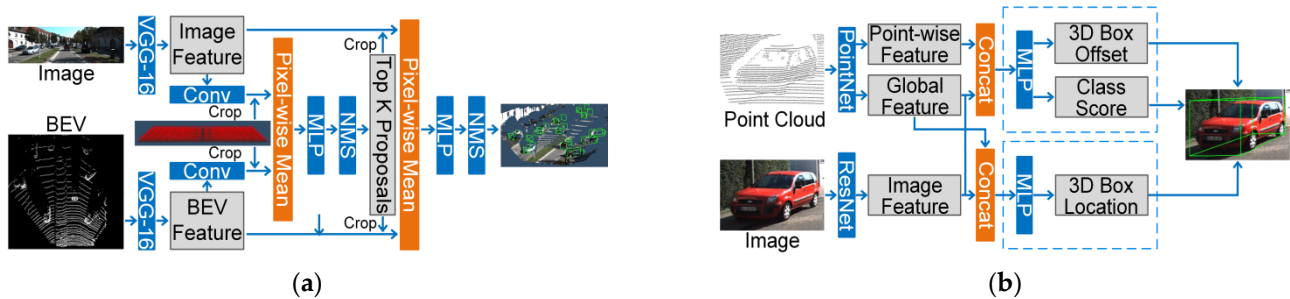 Image
VGG-16
Image
Feature
Conv
Crop
BEV
Crop
Conv
VGG-16
BEV
Feature
Pixel-wise Mean
MLP
NMS
Crop
Top K Proposals
Crop
Pixel-wise Mean
MLP
NMS
(a)
Point Cloud
PointNet
Point-wise
Feature
Global
Feature
Concat
MLP
3D Box
Offset
Class
Score
Image
ResNet
Image
Feature
Concat
MLP
3D Box
Location
(b)